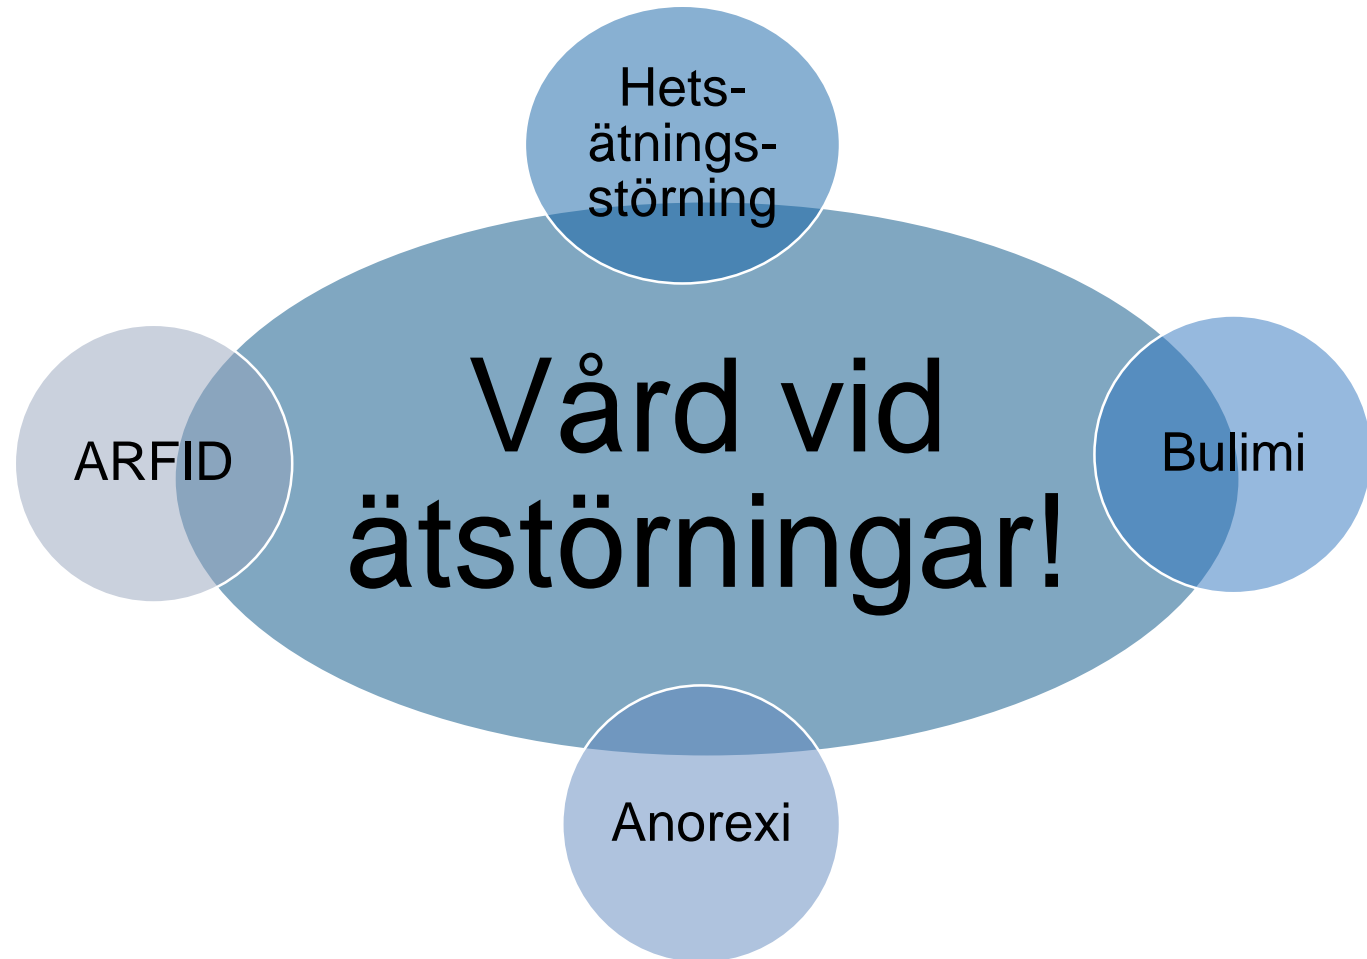 Hets-
ätnings-
störning
Vård vid
ätstörningar!
ARFID
Bulimi
Anorexi